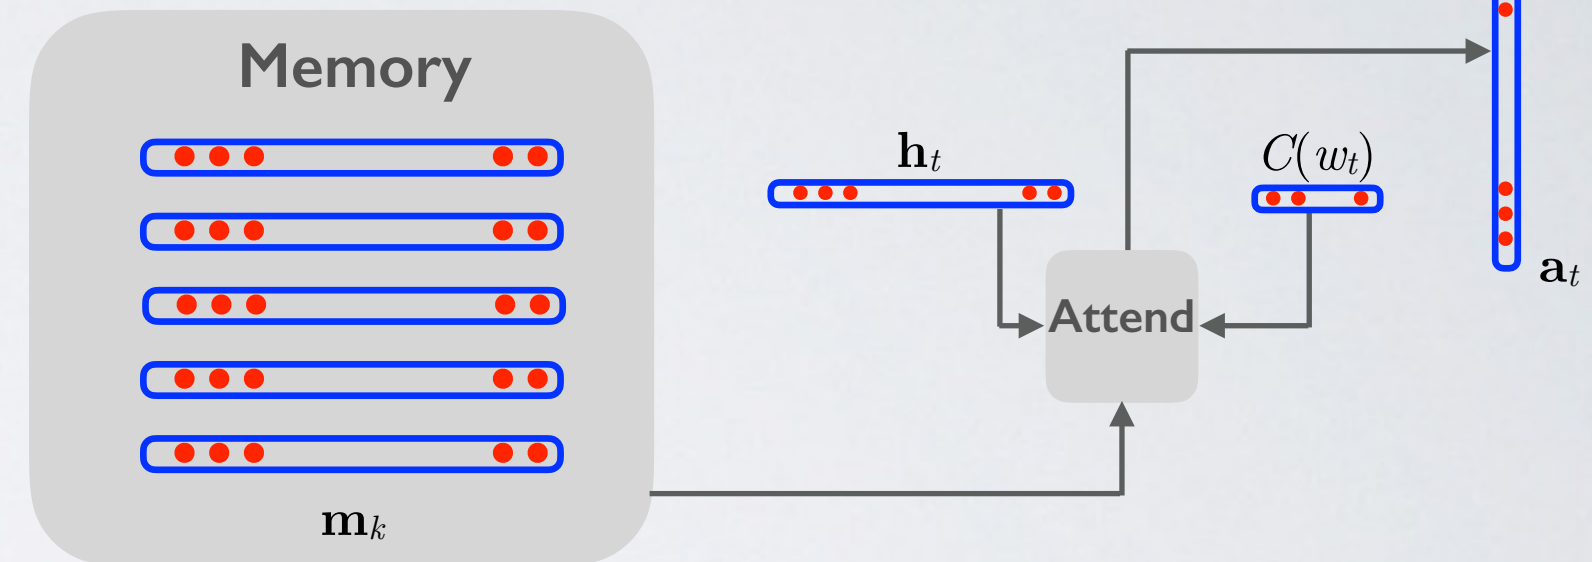 Memory
h_t
C(w_t)
Attend
a_t
m_k